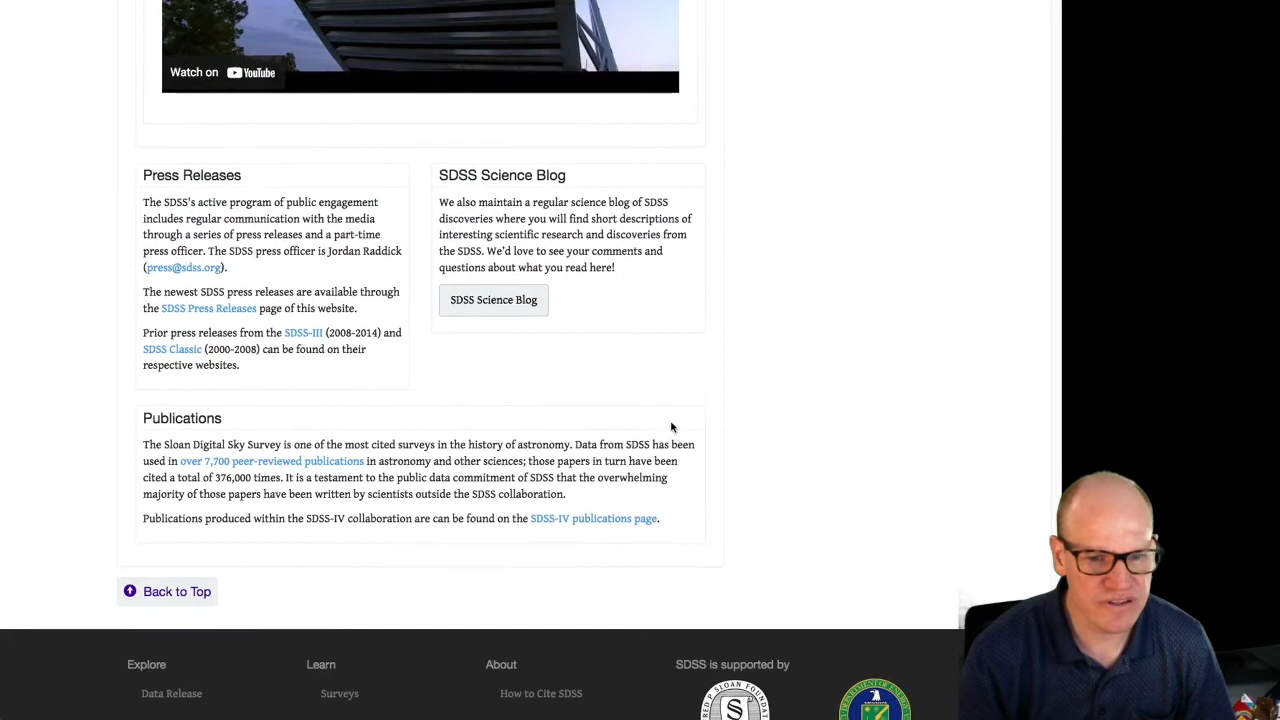 Watch on YouTube
Press Releases
The SDSS's active program of public engagement
includes regular communication with the media
through a series of press releases and a part-time
press officer. The SDSS press officer is Jordan Raddick
(press@sdss.org).
The newest SDSS press releases are available through
the SDSS Press Releases page of this website.
Prior press releases from the SDSS-III (2008-2014) and
SDSS Classic (2000-2008) can be found on their
respective websites.
SDSS Science Blog
We also maintain a regular science blog of SDSS
discoveries where you will find short descriptions of
interesting scientific research and discoveries from
the SDSS. We'd love to see your comments and
questions about what you read here!
SDSS Science Blog
Publications
The Sloan Digital Sky Survey is one of the most cited surveys in the history of astronomy. Data from SDSS has been
used in over 7,700 peer-reviewed publications in astronomy and other sciences; those papers in turn have been
cited a total of 376,000 times. It is a testament to the public data commitment of SDSS that the overwhelming
majority of those papers have been written by scientists outside the SDSS collaboration.
Publications produced within the SDSS-IV collaboration are can be found on the SDSS-IV publications page.
Back to Top
Explore
Data Release
Learn
Surveys
About
How to Cite SDSS
SDSS is supported by